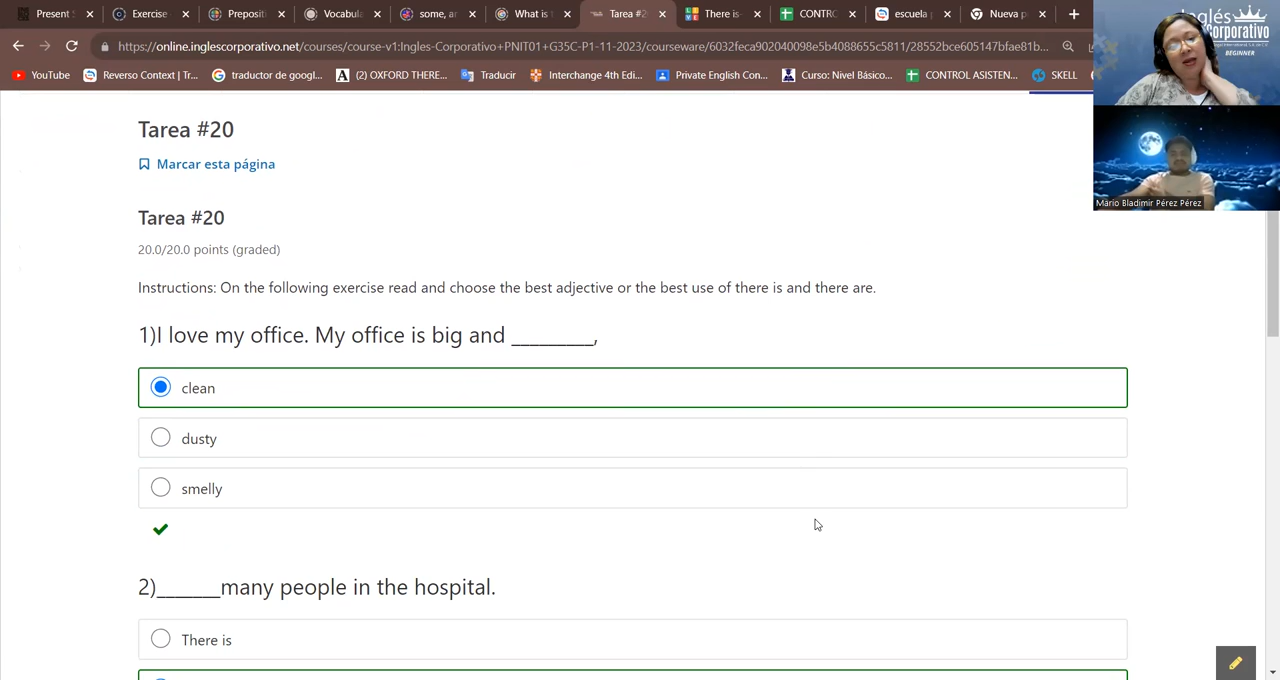 Present S
Exercise
Preposit
Vocabula
some, ar
What is t
Tarea #2
There is
CONTRO
escuela p
Nueva p
https://online.inglescorporativo.net/courses/course-v1:Ingles-Corporativo+PNIT01+G35C-P1-11-2023/courseware/6032feca902040098e5b4088655c5811/28552bce605147bfae81b...
YouTube
Reverso Context | Tr...
traductor de googl...
(2) OXFORD THERE...
Traducir
Interchange 4th Edi...
Private English Con...
Curso: Nivel Básico...
CONTROL ASISTEN...
SKELL
Inglés
Corporativo
BEGINNER
Mario Bladimir Pérez Pérez
Tarea #20
Marcar esta página
Tarea #20
20.0/20.0 points (graded)
Instructions: On the following exercise read and choose the best adjective or the best use of there is and there are.
1)I love my office. My office is big and _________,
clean
dusty
smelly
2)_______many people in the hospital.
There is